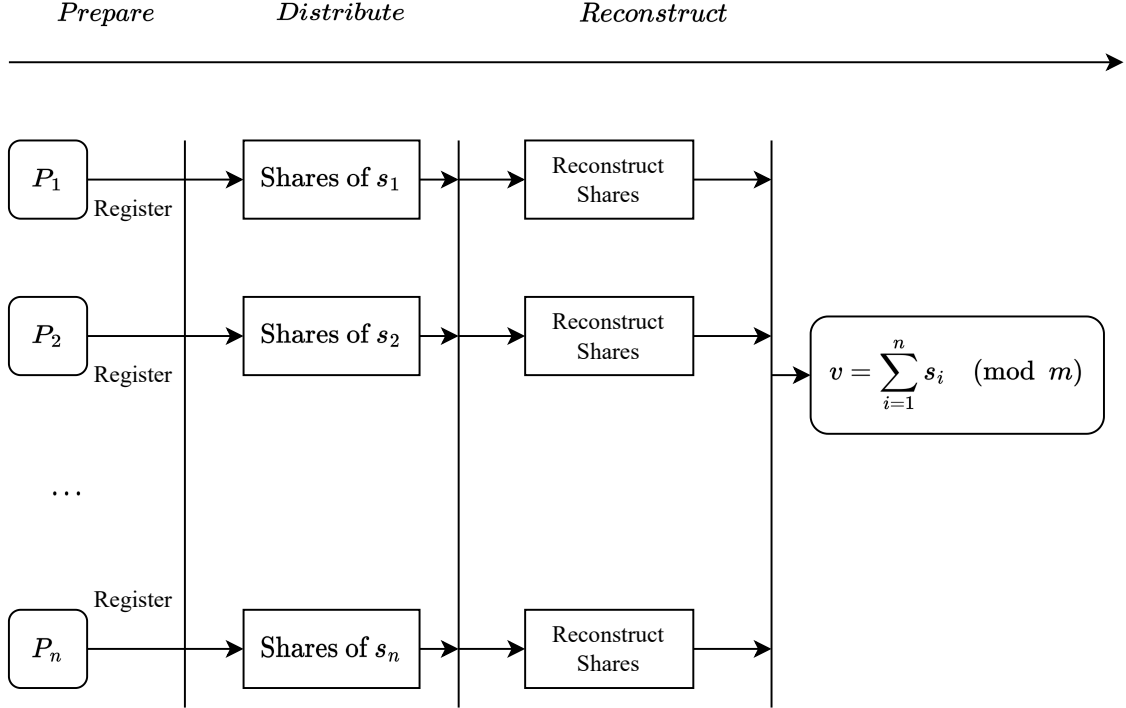 Prepare Distribute Reconstruct
P₁ Register Shares of s₁ Reconstruct
Shares
P₂ Register Shares of s₂ Reconstruct
Shares
v = ∑ᵢ₌₁ⁿ sᵢ (mod m)
...
Pₙ Register Shares of sₙ Reconstruct
Shares